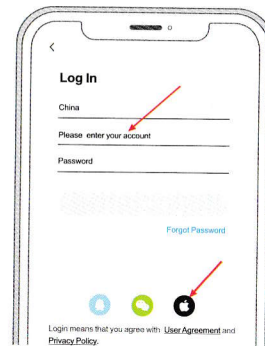 Log In
China
Please enter your account
Password
Forgot Password
Login means that you agree with User Agreement and
Privacy Policy.